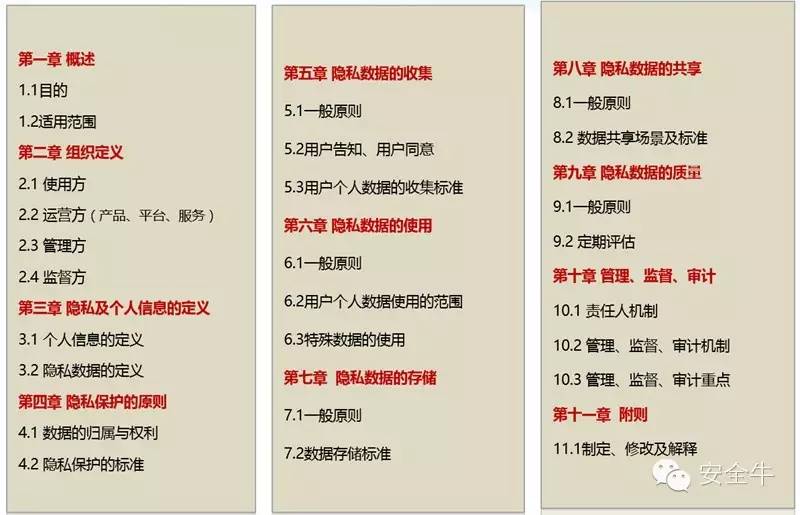 第一章 概述
1.1目的
1.2适用范围
第二章 组织定义
2.1 使用方
2.2 运营方（产品、平台、服务）
2.3 管理方
2.4 监督方
第三章 隐私及个人信息的定义
3.1 个人信息的定义
3.2 隐私数据的定义
第四章 隐私保护的原则
4.1 数据的归属与权利
4.2 隐私保护的标准
第五章 隐私数据的收集
5.1一般原则
5.2用户告知、用户同意
5.3用户个人数据的收集标准
第六章 隐私数据的使用
6.1一般原则
6.2用户个人数据使用的范围
6.3特殊数据的使用
第七章 隐私数据的存储
7.1一般原则
7.2数据存储标准
第八章 隐私数据的共享
8.1一般原则
8.2 数据共享场景及标准
第九章 隐私数据的质量
9.1一般原则
9.2 定期评估
第十章 管理、监督、审计
10.1 责任人机制
10.2 管理、监督、审计机制
10.3 管理、监督、审计重点
第十一章 附则
11.1制定、修改及解释
安全牛